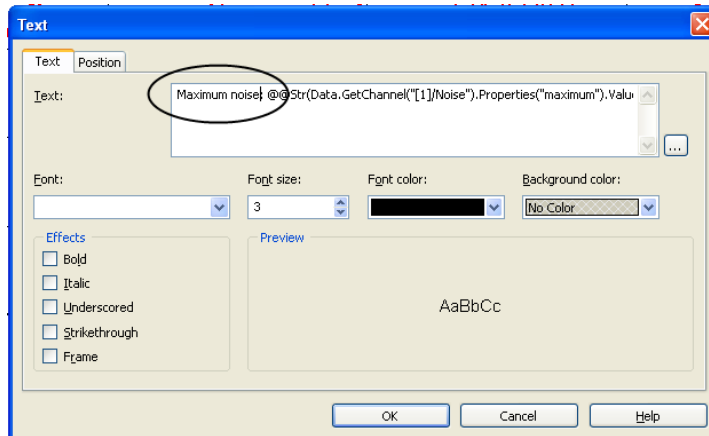 Text
Text Position
Text: Maximum noise: @@Str(Data.GetChannel("[1]/Noise").Properties("maximum").Valu
...
Font: Font size: Font color: Background color:
3 No Color
Effects Preview
Bold
Italic
Underscored
Strikethrough
Frame
AaBbCc
OK Cancel Help